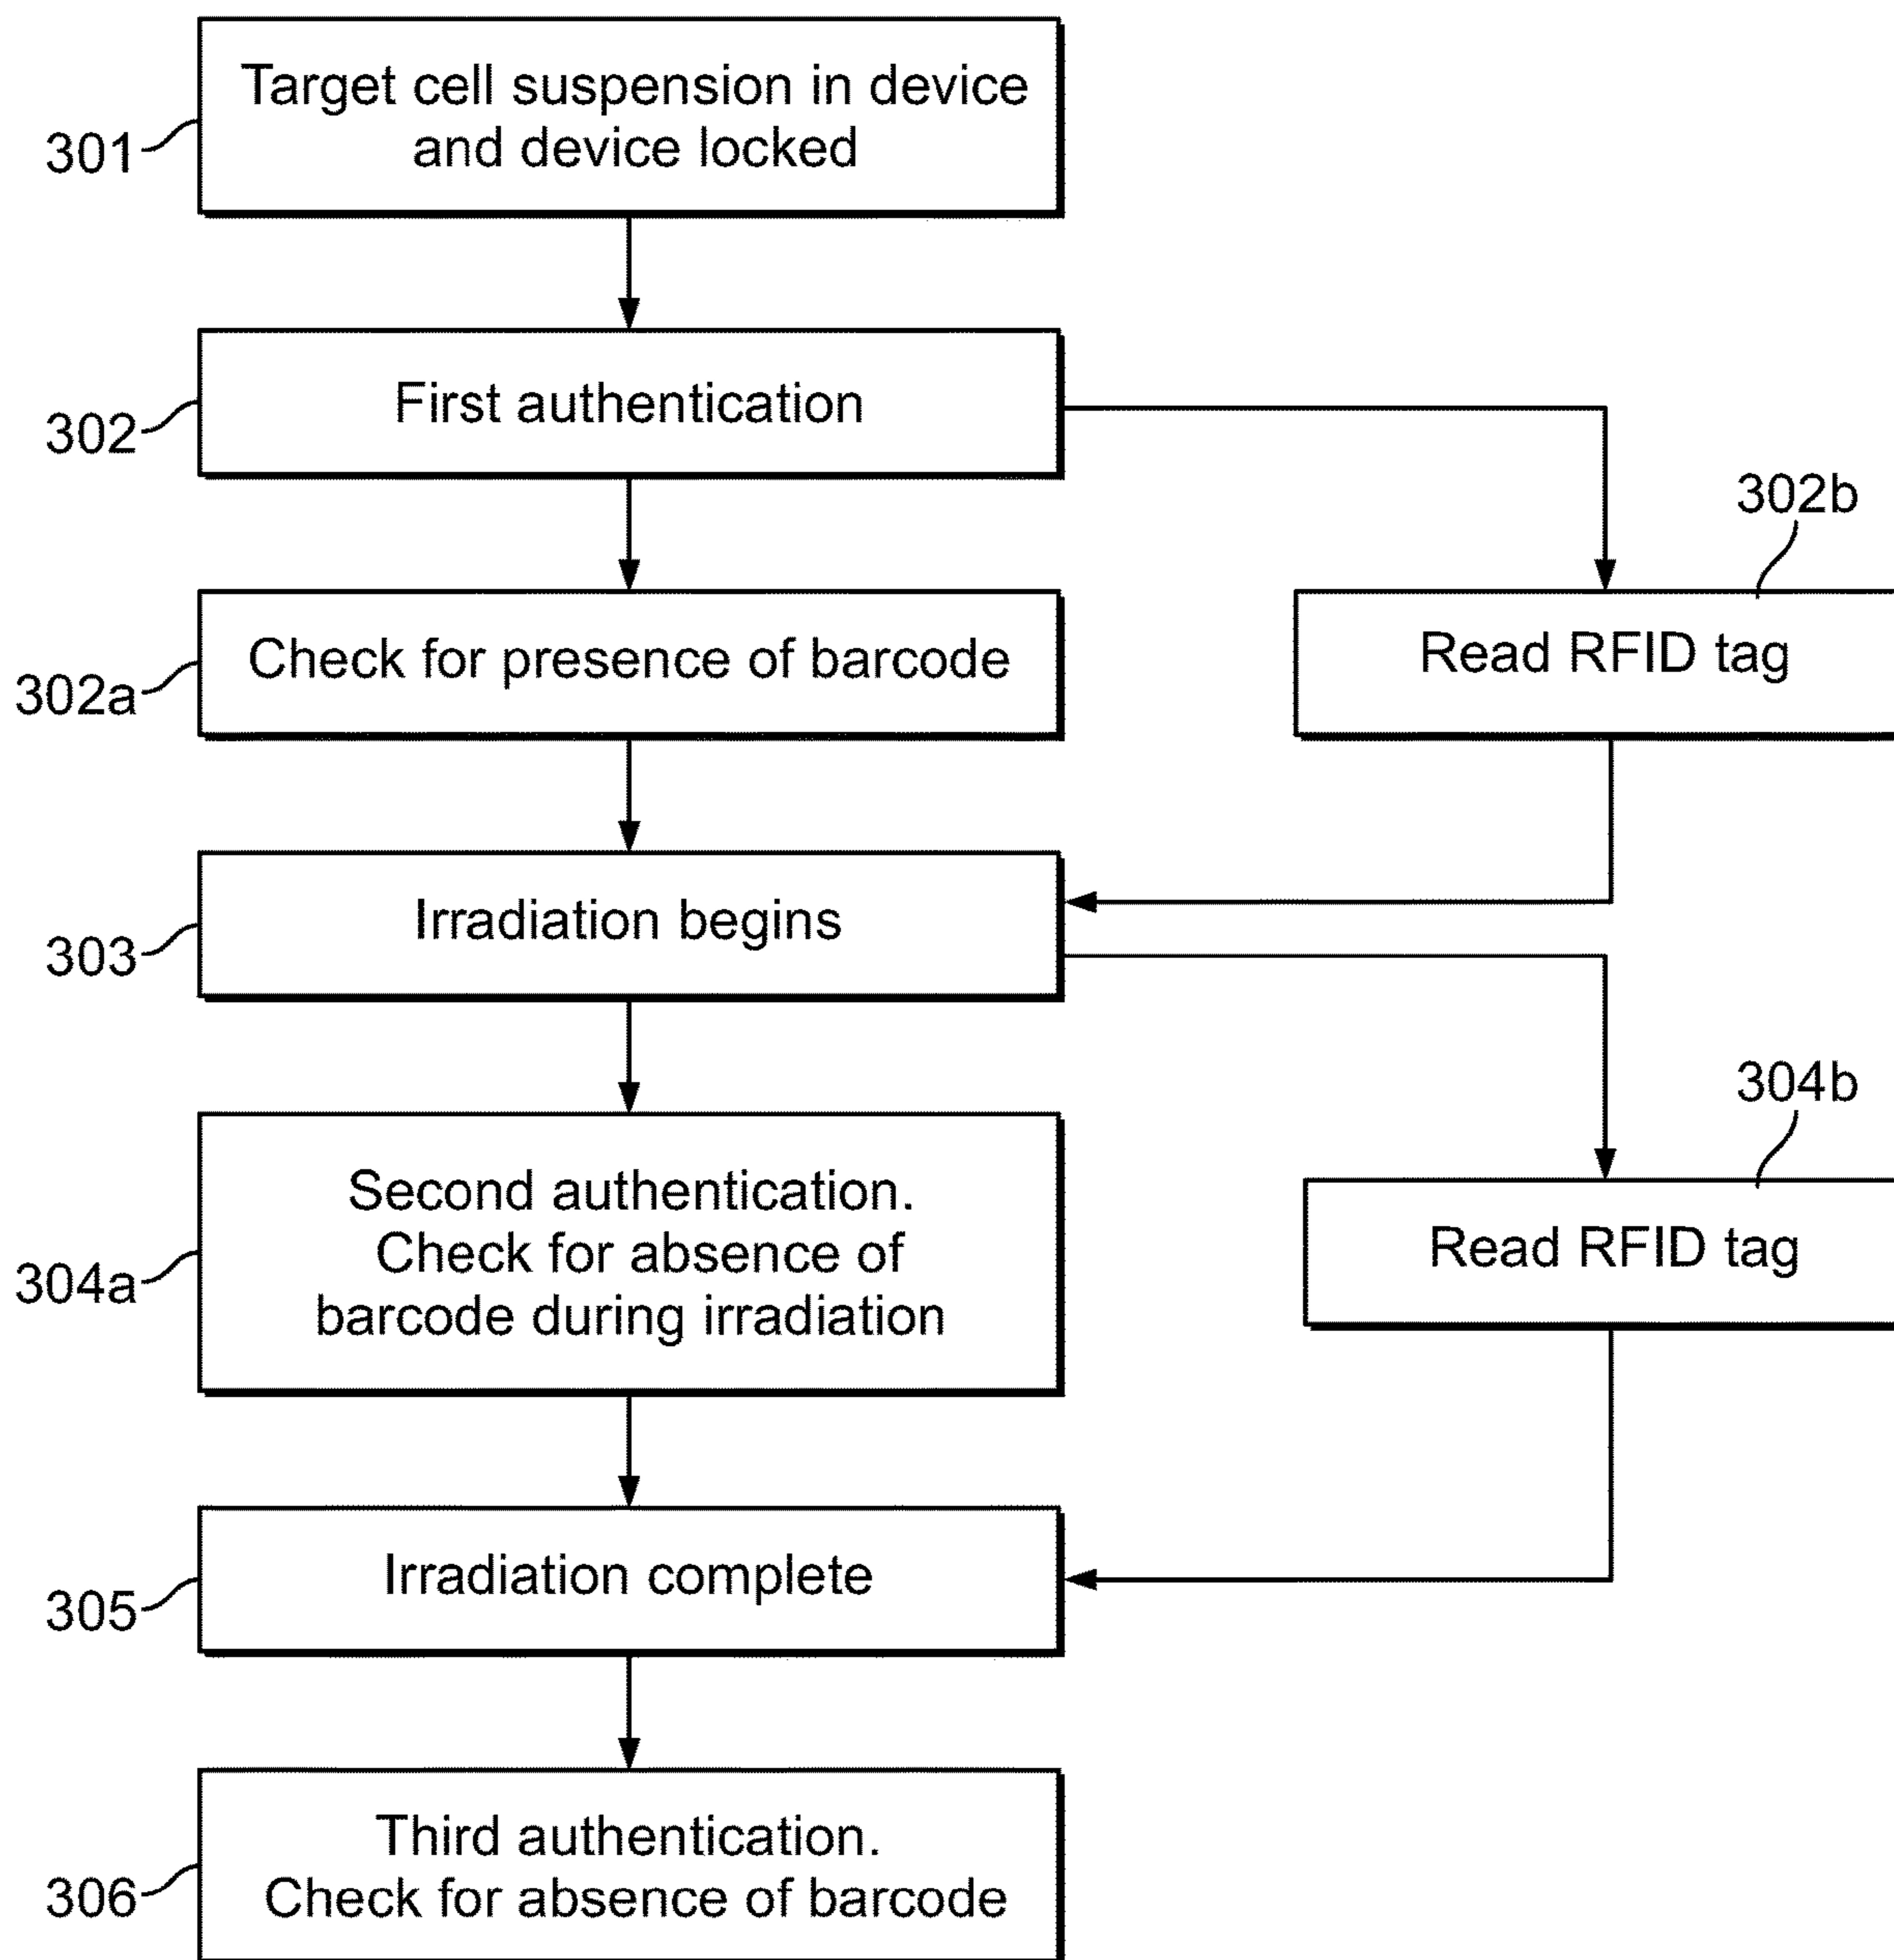 Target cell suspension in device
and device locked
301
First authentication
302
302b
Check for presence of barcode
302a
Read RFID tag
Irradiation begins
303
304b
Second authentication.
Check for absence of
barcode during irradiation
304a
Read RFID tag
Irradiation complete
305
Third authentication.
Check for absence of barcode
306